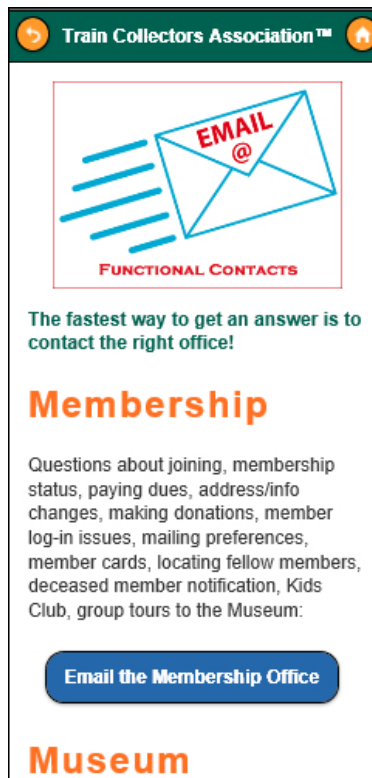 Train Collectors Association™
EMAIL
@
FUNCTIONAL CONTACTS
The fastest way to get an answer is to
contact the right office!
Membership
Questions about joining, membership
status, paying dues, address/info
changes, making donations, member
log-in issues, mailing preferences,
member cards, locating fellow members,
deceased member notification, Kids
Club, group tours to the Museum:
Email the Membership Office
Museum